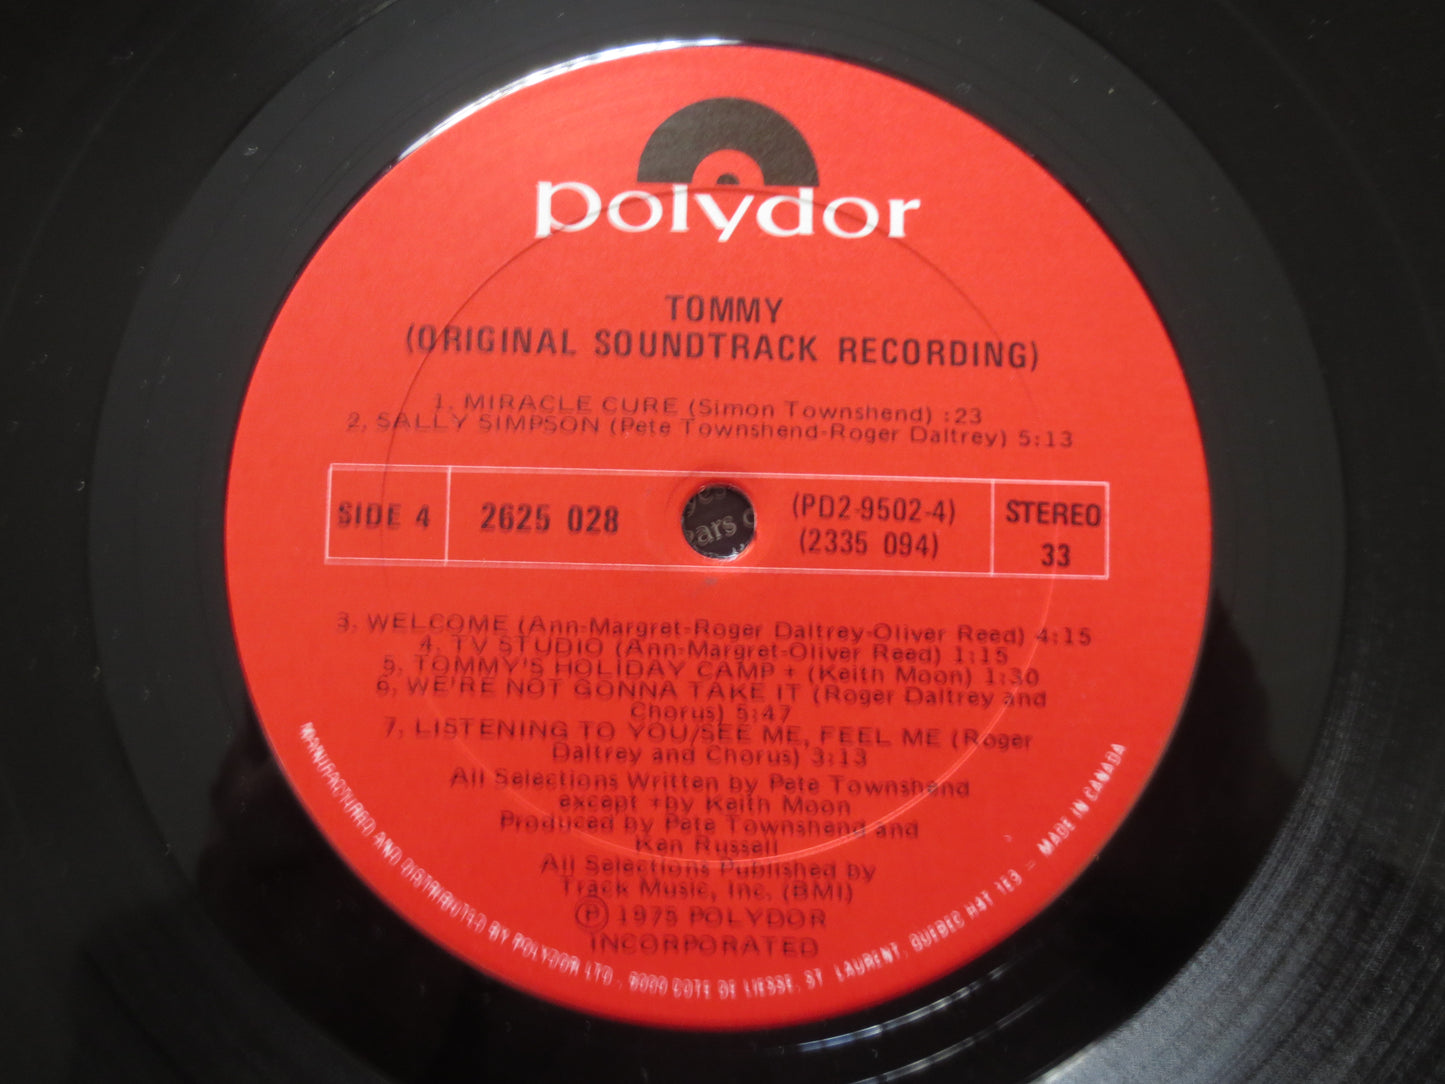 polydor
TOMMY
(ORIGINAL SOUNDTRACK RECORDING)
1. MIRACLE CURE (Simon Townshend) :23
2. SALLY SIMPSON (Pete Townshend-Roger Daltrey) 5:13
SIDE 4
2625 028
(PD2-9502-4)
(2335 094)
STEREO
33
3. WELCOME (Ann-Margret-Roger Daltrey-Oliver Reed) 4:15
4. TV STUDIO (Ann-Margret-Oliver Reed) 1:15
5. TOMMY'S HOLIDAY CAMP + (Keith Moon) 1:30
6. WE'RE NOT GONNA TAKE IT (Roger Daltrey and
Chorus) 5:47
7. LISTENING TO YOU/SEE ME, FEEL ME (Roger
Daltrey and Chorus) 3:13
All Selections Written by Pete Townshend
except +by Keith Moon
Produced by Pete Townshend and
Ken Russell
All Selections Published by
Track Music, Inc. (BMI)
Ⓟ 1975 POLYDOR
INCORPORATED
MANUFACTURED AND DISTRIBUTED BY POLYDOR LTD., 6000 COTE DE LIESSE, ST. LAURENT, QUEBEC H4T 1E3 – MADE IN CANADA